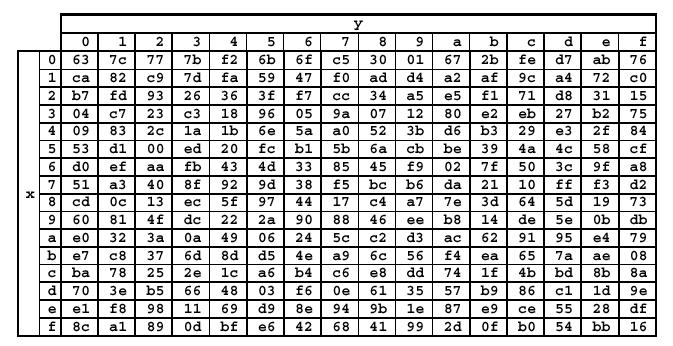 y
0 1 2 3 4 5 6 7 8 9 a b c d e f
0 63 7c 77 7b f2 6b 6f c5 30 01 67 2b fe d7 ab 76
1 ca 82 c9 7d fa 59 47 f0 ad d4 a2 af 9c a4 72 c0
2 b7 fd 93 26 36 3f f7 cc 34 a5 e5 f1 71 d8 31 15
3 04 c7 23 c3 18 96 05 9a 07 12 80 e2 eb 27 b2 75
4 09 83 2c 1a 1b 6e 5a a0 52 3b d6 b3 29 e3 2f 84
5 53 d1 00 ed 20 fc b1 5b 6a cb be 39 4a 4c 58 cf
6 d0 ef aa fb 43 4d 33 85 45 f9 02 7f 50 3c 9f a8
7 51 a3 40 8f 92 9d 38 f5 bc b6 da 21 10 ff f3 d2
x 8 cd 0c 13 ec 5f 97 44 17 c4 a7 7e 3d 64 5d 19 73
9 60 81 4f dc 22 2a 90 88 46 ee b8 14 de 5e 0b db
a e0 32 3a 0a 49 06 24 5c c2 d3 ac 62 91 95 e4 79
b e7 c8 37 6d 8d d5 4e a9 6c 56 f4 ea 65 7a ae 08
c ba 78 25 2e 1c a6 b4 c6 e8 dd 74 1f 4b bd 8b 8a
d 70 3e b5 66 48 03 f6 0e 61 35 57 b9 86 c1 1d 9e
e e1 f8 98 11 69 d9 8e 94 9b 1e 87 e9 ce 55 28 df
f 8c a1 89 0d bf e6 42 68 41 99 2d 0f b0 54 bb 16